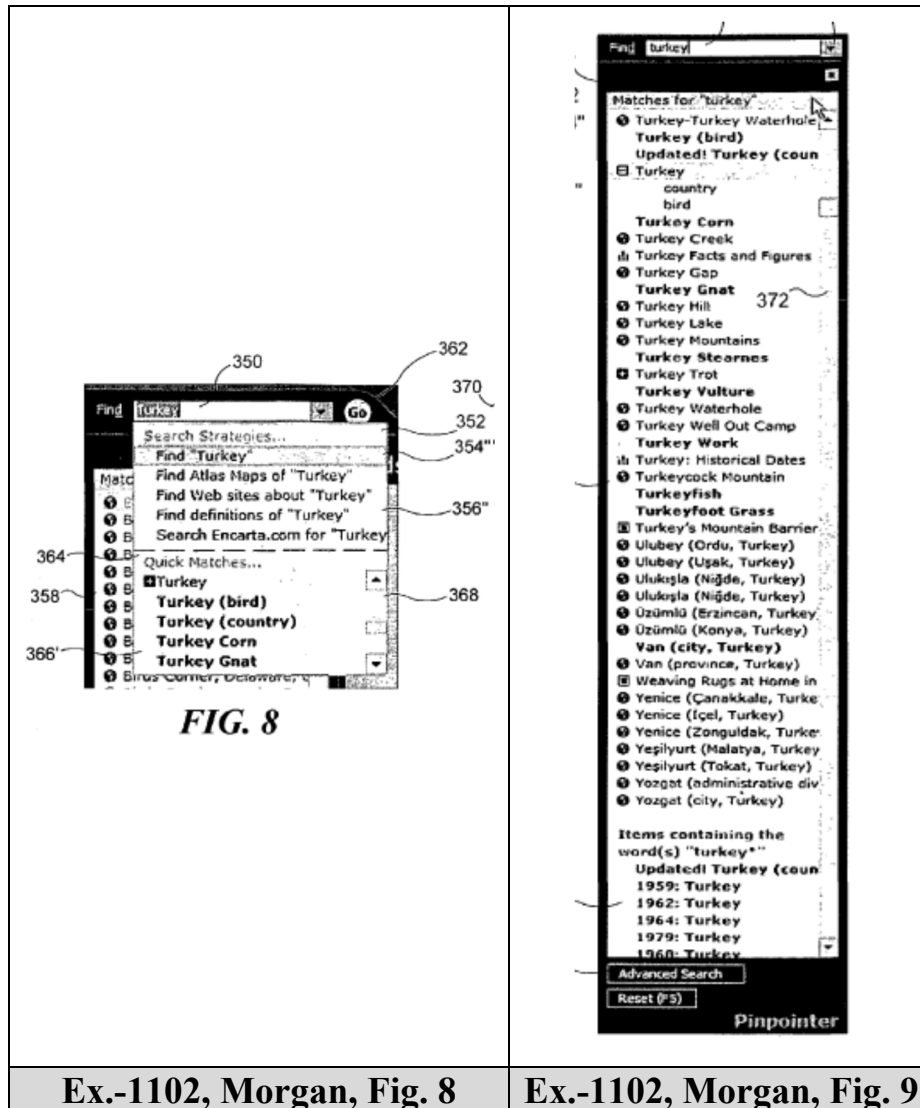 350
362
370
Find Turkey Go
352
Search Strategies...
354'''
Find "Turkey"
Find Atlas Maps of "Turkey"
Find Web sites about "Turkey"
356"
Find definitions of "Turkey"
Search Encarta.com for "Turkey
Matc
364
Quick Matches...
Turkey
358
368
Turkey (bird)
Turkey (country)
Turkey Corn
366'
Turkey Gnat
Birds Corner, Delaware,
FIG. 8
Find turkey
Matches for "turkey"
Turkey-Turkey Waterhole
Turkey (bird)
Updated! Turkey (coun
Turkey
country
bird
Turkey Corn
Turkey Creek
Turkey Facts and Figures
Turkey Gap
Turkey Gnat
372
Turkey Hill
Turkey Lake
Turkey Mountains
Turkey Stearnes
Turkey Trot
Turkey Vulture
Turkey Waterhole
Turkey Well Out Camp
Turkey Work
Turkey: Historical Dates
Turkeycock Mountain
Turkeyfish
Turkeyfoot Grass
Turkey's Mountain Barrier
Ulubey (Ordu, Turkey)
Ulubey (Uşak, Turkey)
Ulukışla (Niğde, Turkey)
Ulukışla (Niğde, Turkey)
Üzümlü (Erzincan, Turkey
Üzümlü (Konya, Turkey)
Van (city, Turkey)
Van (province, Turkey)
Weaving Rugs at Home in
Yenice (Çanakkale, Turke
Yenice (İçel, Turkey)
Yenice (Zonguldak, Turke
Yeşilyurt (Malatya, Turkey
Yeşilyurt (Tokat, Turkey)
Yozgat (administrative div
Yozgat (city, Turkey)
Items containing the
word(s) "turkey*"
Updated! Turkey (coun
1959: Turkey
1962: Turkey
1964: Turkey
1979: Turkey
1960: Turkey
Advanced Search
Reset (F5)
Pinpointer
Ex.-1102, Morgan, Fig. 8
Ex.-1102, Morgan, Fig. 9